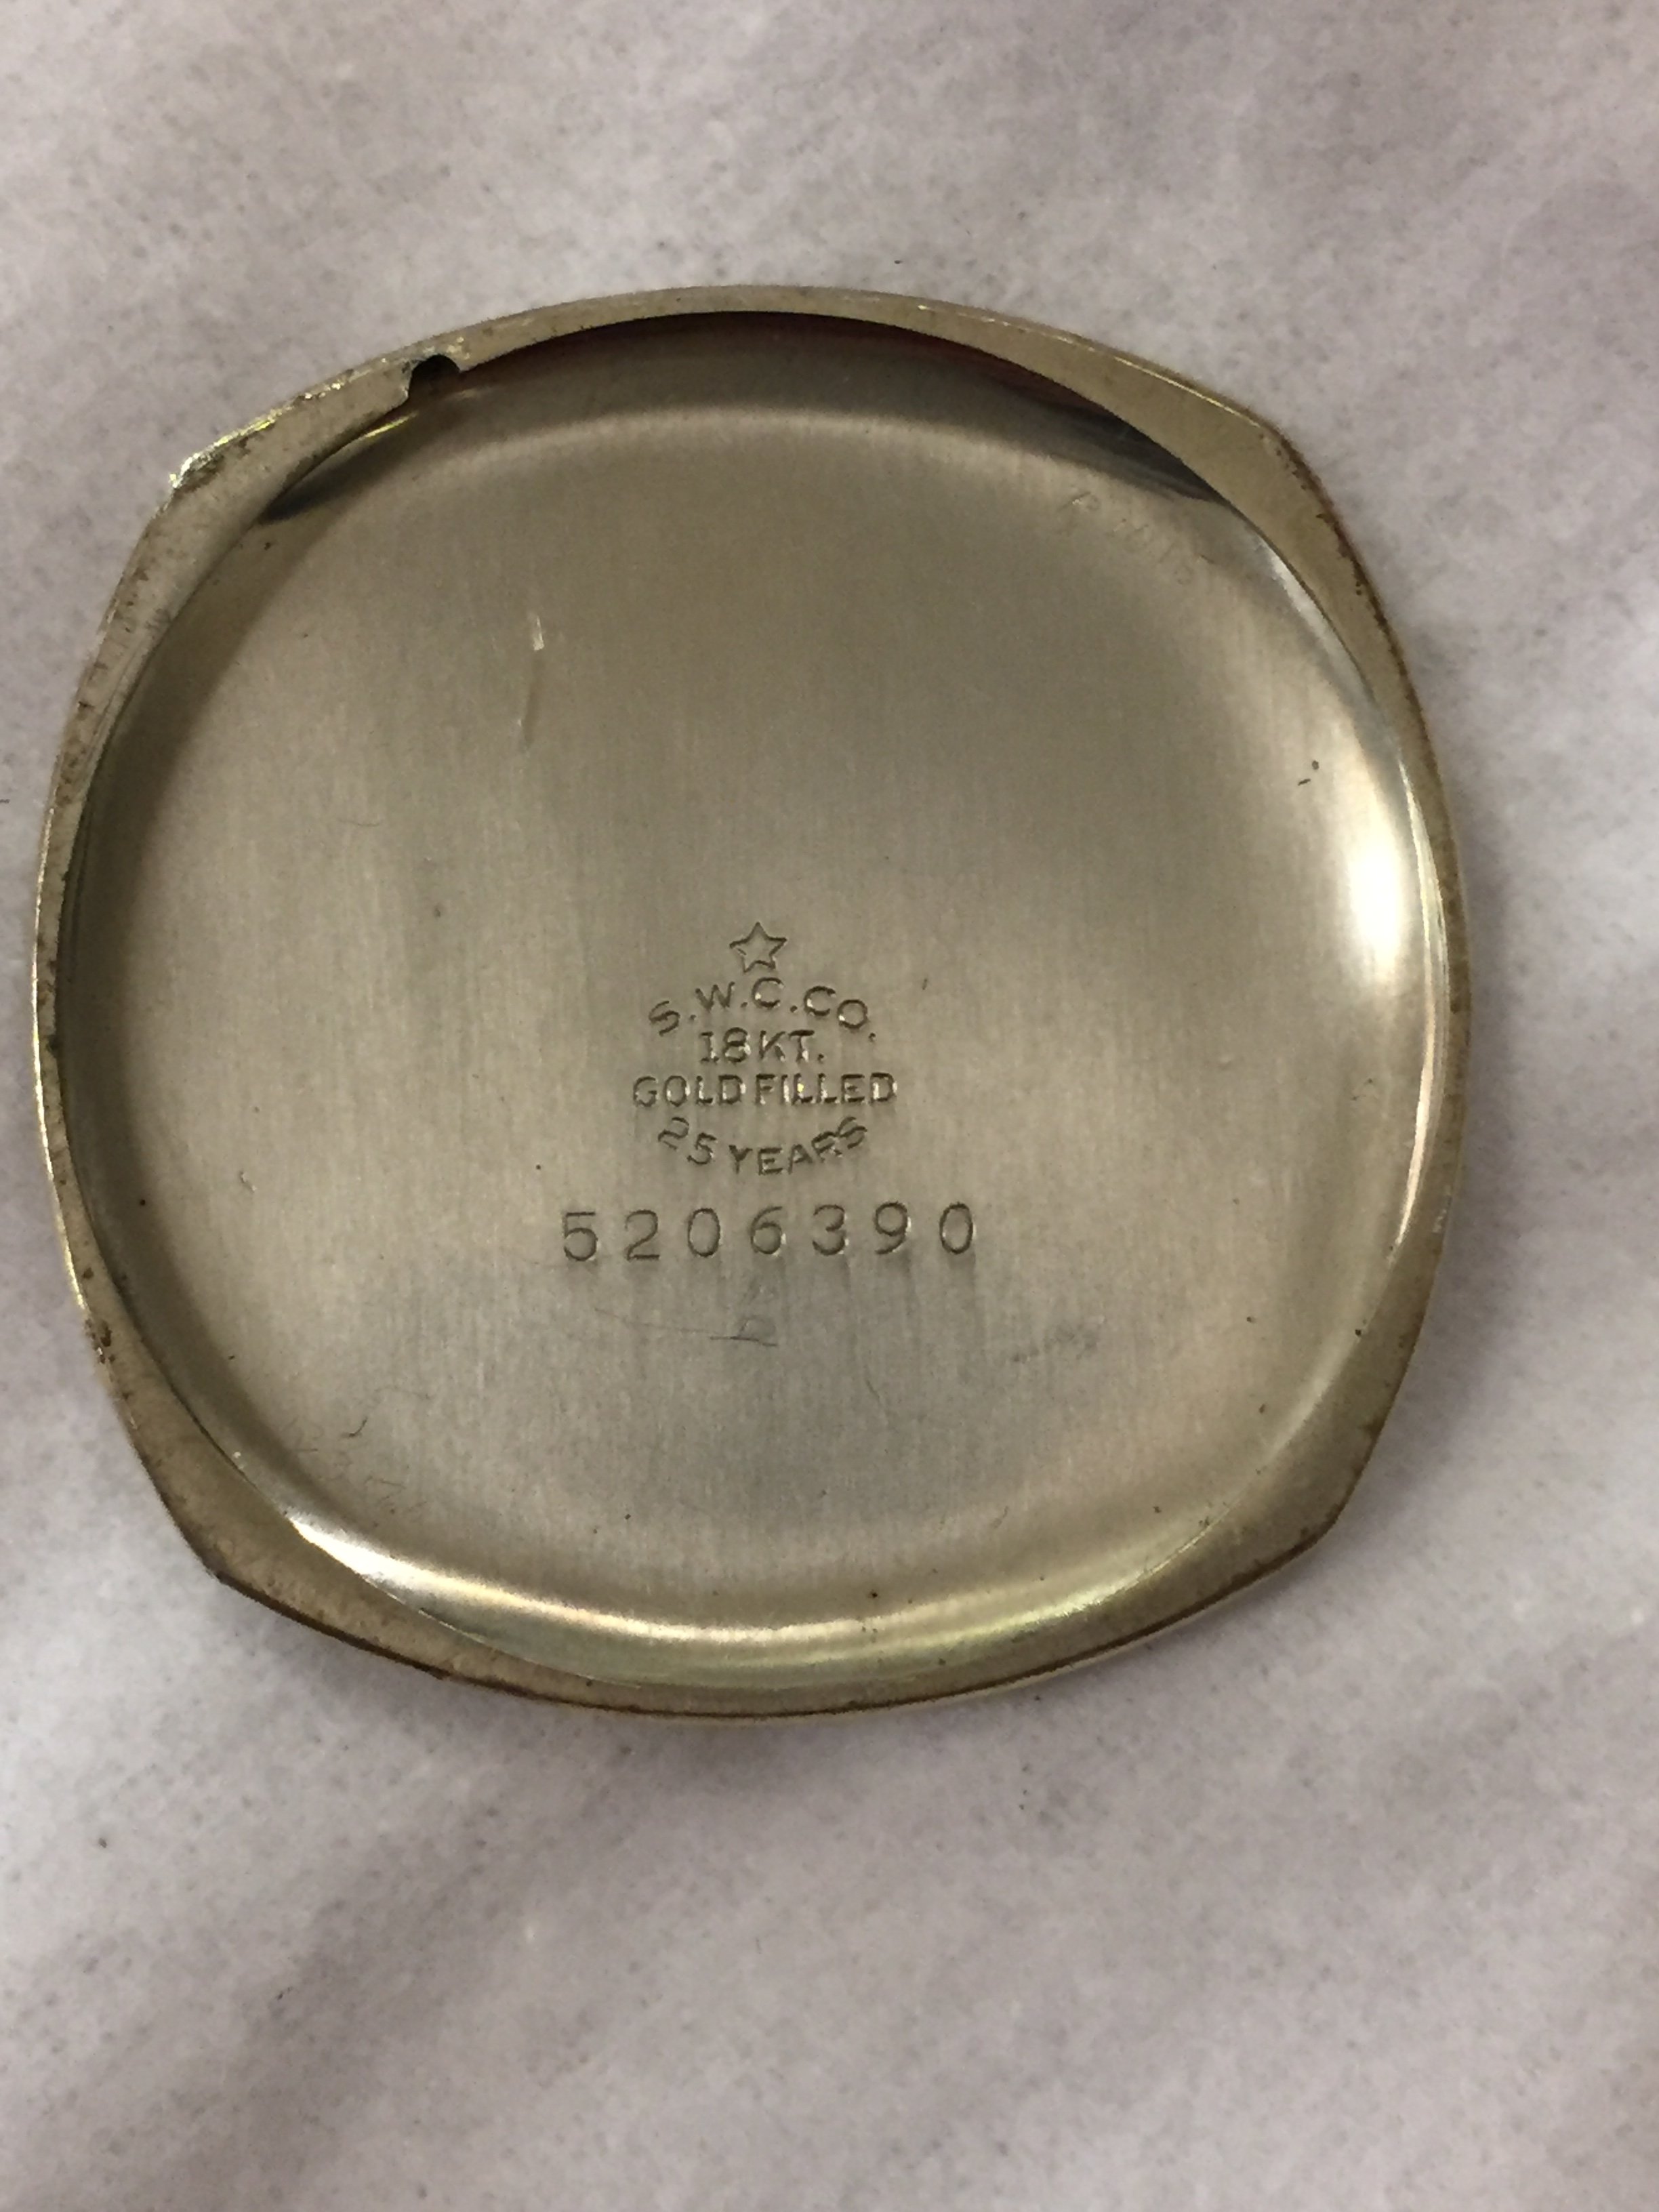 S.W.C.CO.
18KT.
GOLD FILLED
25 YEARS
5206390